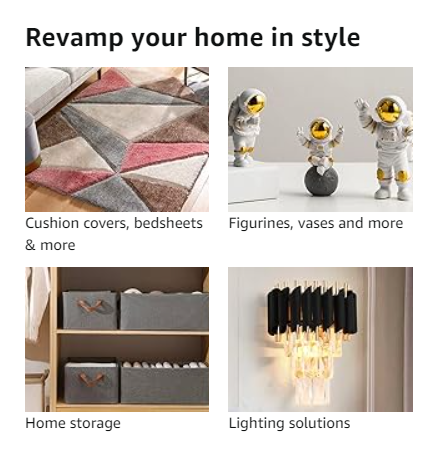 Revamp your home in style
Cushion covers, bedsheets
& more
Figurines, vases and more
Home storage
Lighting solutions